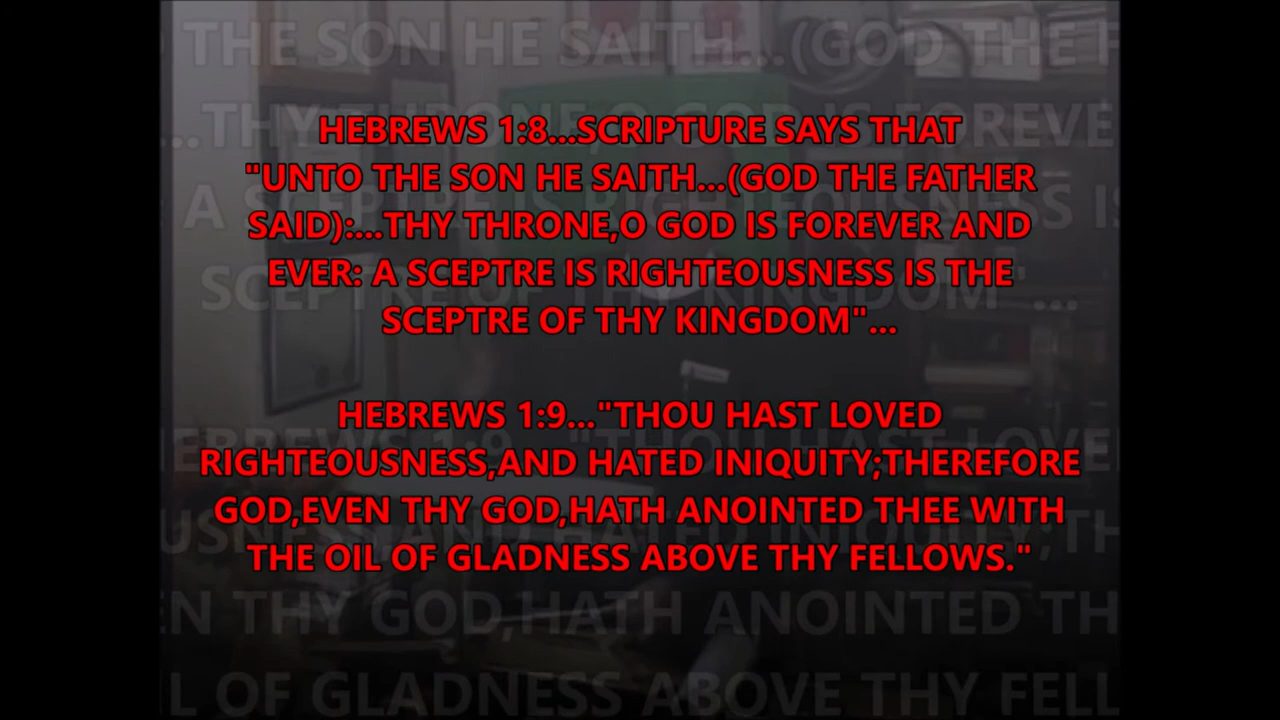 HEBREWS 1:8...SCRIPTURE SAYS THAT
"UNTO THE SON HE SAITH...(GOD THE FATHER
SAID):...THY THRONE,O GOD IS FOREVER AND
EVER: A SCEPTRE IS RIGHTEOUSNESS IS THE
SCEPTRE OF THY KINGDOM"...
HEBREWS 1:9..."THOU HAST LOVED
RIGHTEOUSNESS,AND HATED INIQUITY;THEREFORE
GOD,EVEN THY GOD,HATH ANOINTED THEE WITH
THE OIL OF GLADNESS ABOVE THY FELLOWS."